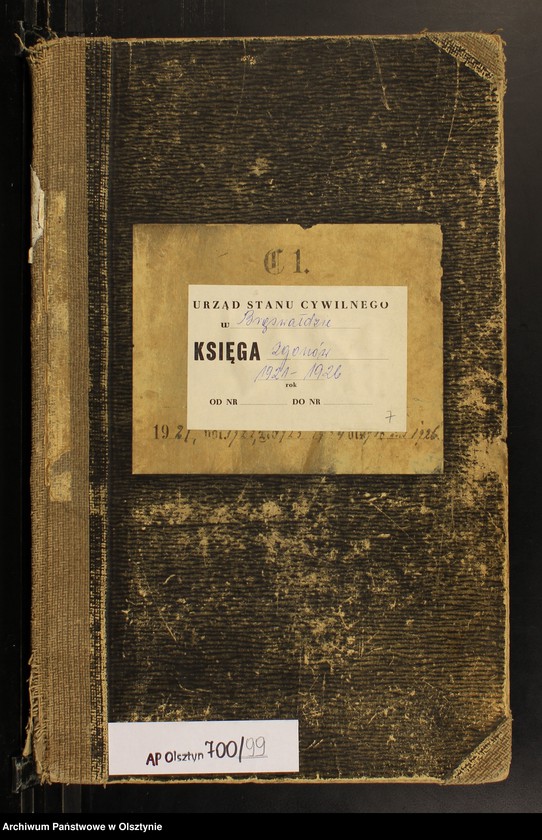 C 1.
URZĄD STANU CYWILNEGO
w Brąswałdzie
KSIĘGA zgonów
1921 - 1926
rok
OD NR DO NR
7
1921, 1926.
AP Olsztyn 700/99
Archiwum Państwowe w Olsztynie